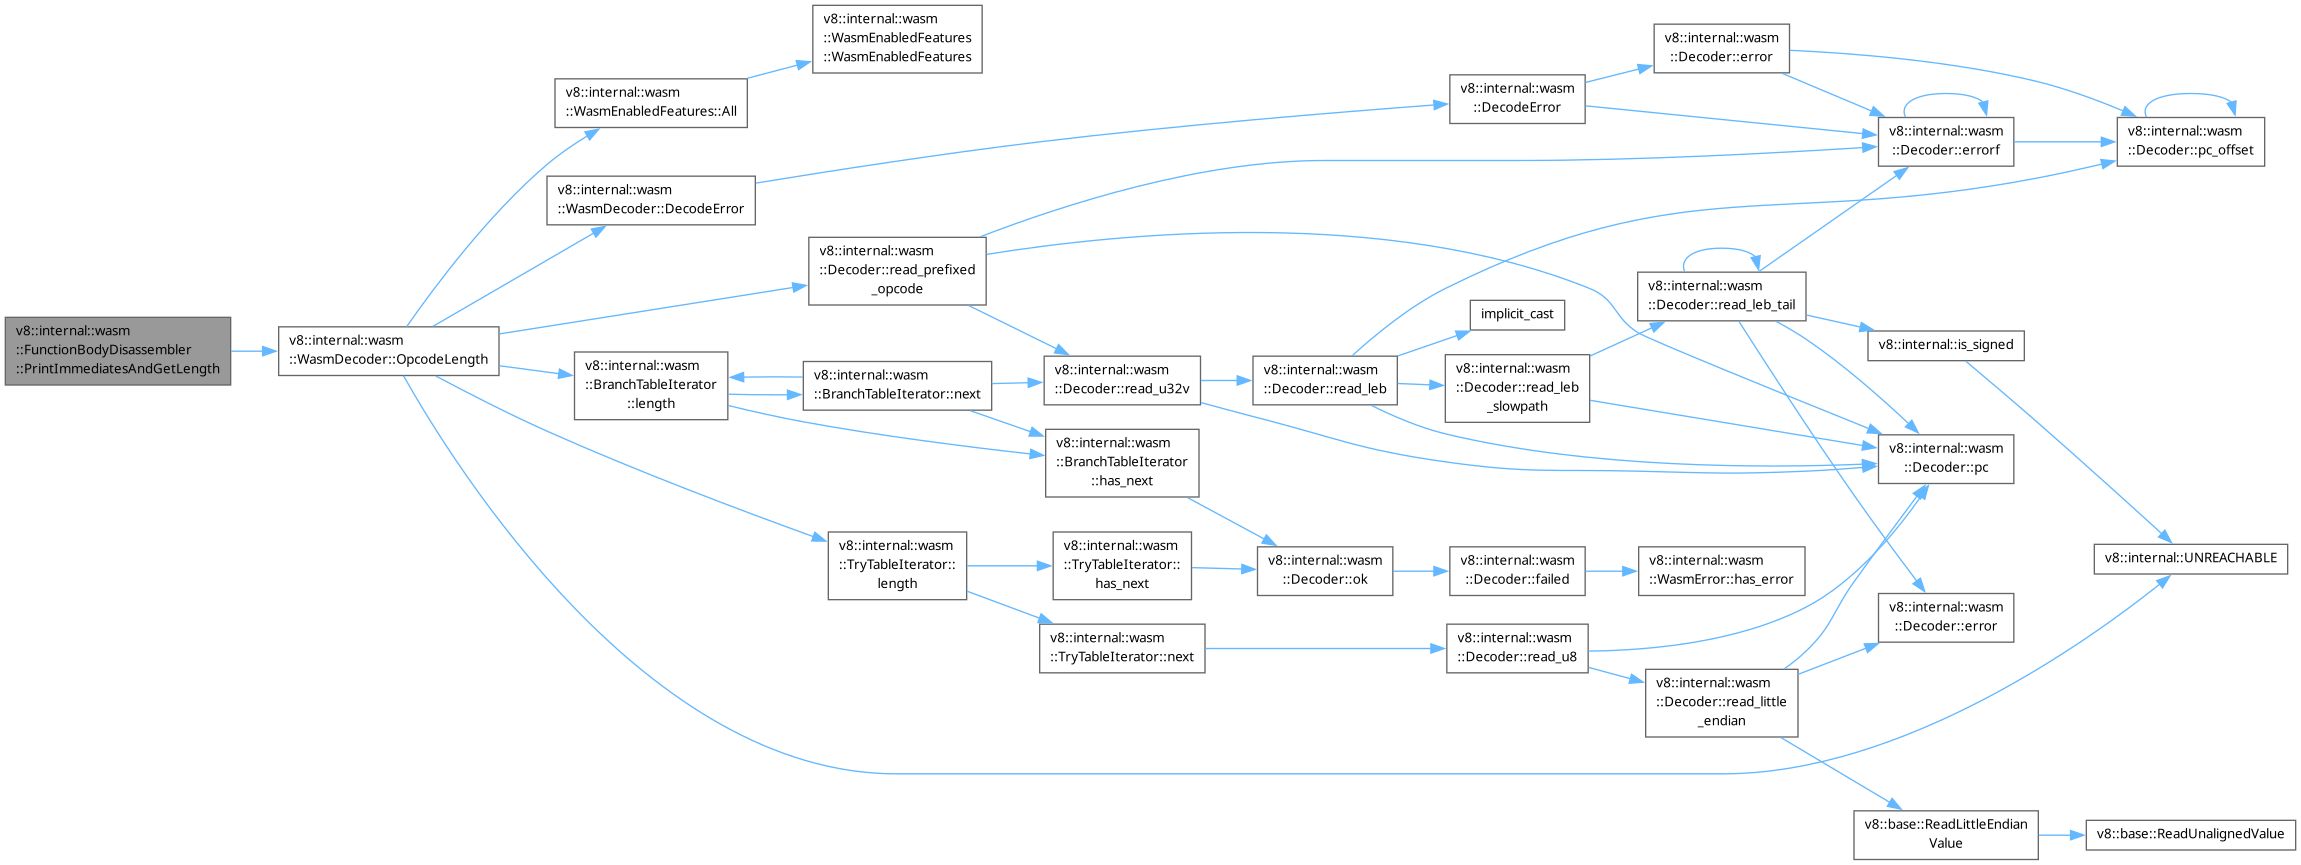 v8::internal::wasm
::FunctionBodyDisassembler
::PrintImmediatesAndGetLength
v8::internal::wasm
::WasmDecoder::OpcodeLength
v8::internal::wasm
::WasmEnabledFeatures::All
v8::internal::wasm
::WasmEnabledFeatures
::WasmEnabledFeatures
v8::internal::wasm
::WasmDecoder::DecodeError
v8::internal::wasm
::DecodeError
v8::internal::wasm
::Decoder::error
v8::internal::wasm
::Decoder::errorf
v8::internal::wasm
::Decoder::pc_offset
v8::internal::wasm
::Decoder::read_prefixed
_opcode
v8::internal::wasm
::BranchTableIterator
::length
v8::internal::wasm
::BranchTableIterator::next
v8::internal::wasm
::Decoder::read_u32v
v8::internal::wasm
::Decoder::read_leb
implicit_cast
v8::internal::wasm
::Decoder::read_leb
_slowpath
v8::internal::wasm
::Decoder::read_leb_tail
v8::internal::is_signed
v8::internal::wasm
::Decoder::pc
v8::internal::wasm
::BranchTableIterator
::has_next
v8::internal::wasm
::TryTableIterator::
length
v8::internal::wasm
::TryTableIterator::
has_next
v8::internal::wasm
::Decoder::ok
v8::internal::wasm
::Decoder::failed
v8::internal::wasm
::WasmError::has_error
v8::internal::UNREACHABLE
v8::internal::wasm
::Decoder::error
v8::internal::wasm
::TryTableIterator::next
v8::internal::wasm
::Decoder::read_u8
v8::internal::wasm
::Decoder::read_little
_endian
v8::base::ReadLittleEndian
Value
v8::base::ReadUnalignedValue